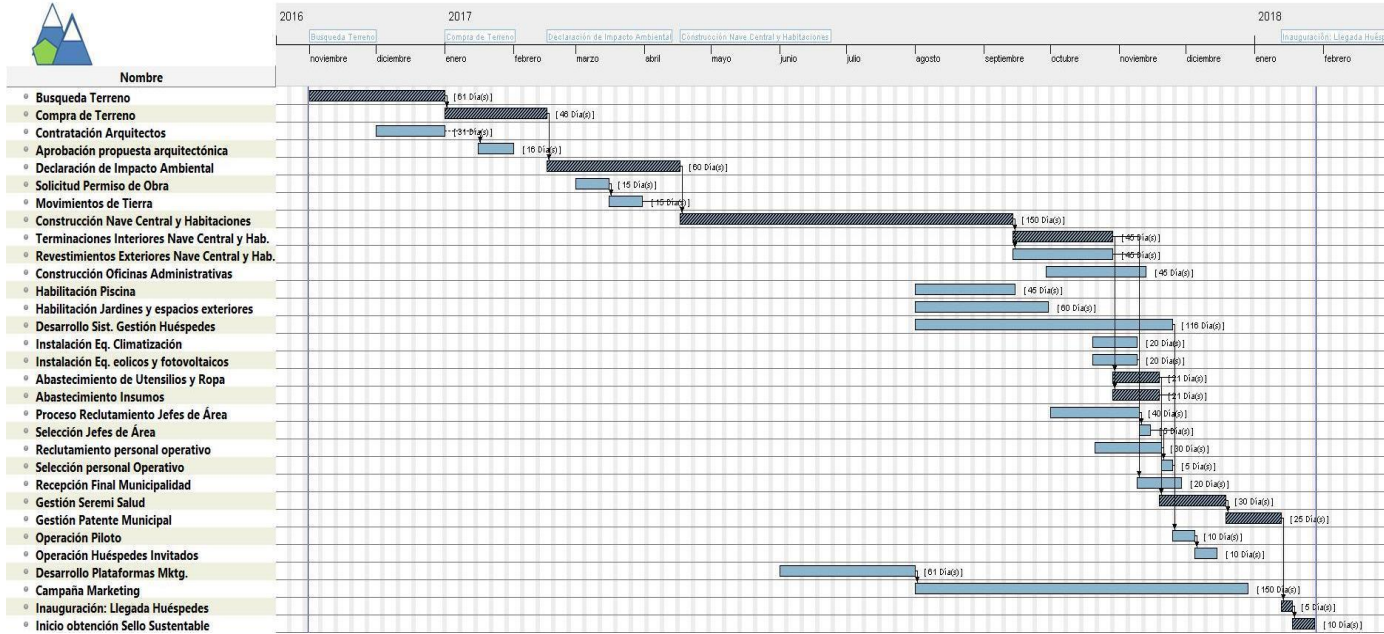 2016 2017 2018
Busqueda Terreno Compra de Terreno Declaración de Impacto Ambiental Construcción Nave Central y Habitaciones Inauguración: Llegada Huésp
noviembre diciembre enero febrero marzo abril mayo junio julio agosto septiembre octubre noviembre diciembre enero febrero
Nombre
Busqueda Terreno [ 61 Día(s) ]
Compra de Terreno [ 46 Día(s) ]
Contratación Arquitectos [ 31 Día(s) ]
Aprobación propuesta arquitectónica [ 16 Día(s) ]
Declaración de Impacto Ambiental [ 60 Día(s) ]
Solicitud Permiso de Obra [ 15 Día(s) ]
Movimientos de Tierra [ 15 Día(s) ]
Construcción Nave Central y Habitaciones [ 150 Día(s) ]
Terminaciones Interiores Nave Central y Hab. [ 45 Día(s) ]
Revestimientos Exteriores Nave Central y Hab. [ 45 Día(s) ]
Construcción Oficinas Administrativas [ 45 Día(s) ]
Habilitación Piscina [ 45 Día(s) ]
Habilitación Jardines y espacios exteriores [ 60 Día(s) ]
Desarrollo Sist. Gestión Huéspedes [ 116 Día(s) ]
Instalación Eq. Climatización [ 20 Día(s) ]
Instalación Eq. eolicos y fotovoltaicos [ 20 Día(s) ]
Abastecimiento de Utensilios y Ropa [ 21 Día(s) ]
Abastecimiento Insumos [ 21 Día(s) ]
Proceso Reclutamiento Jefes de Área [ 40 Día(s) ]
Selección Jefes de Área [ 5 Día(s) ]
Reclutamiento personal operativo [ 30 Día(s) ]
Selección personal Operativo [ 5 Día(s) ]
Recepción Final Municipalidad [ 20 Día(s) ]
Gestión Seremi Salud [ 30 Día(s) ]
Gestión Patente Municipal [ 25 Día(s) ]
Operación Piloto [ 10 Día(s) ]
Operación Huéspedes Invitados [ 10 Día(s) ]
Desarrollo Plataformas Mktg. [ 61 Día(s) ]
Campaña Marketing [ 150 Día(s) ]
Inauguración: Llegada Huéspedes [ 5 Día(s) ]
Inicio obtención Sello Sustentable [ 10 Día(s) ]